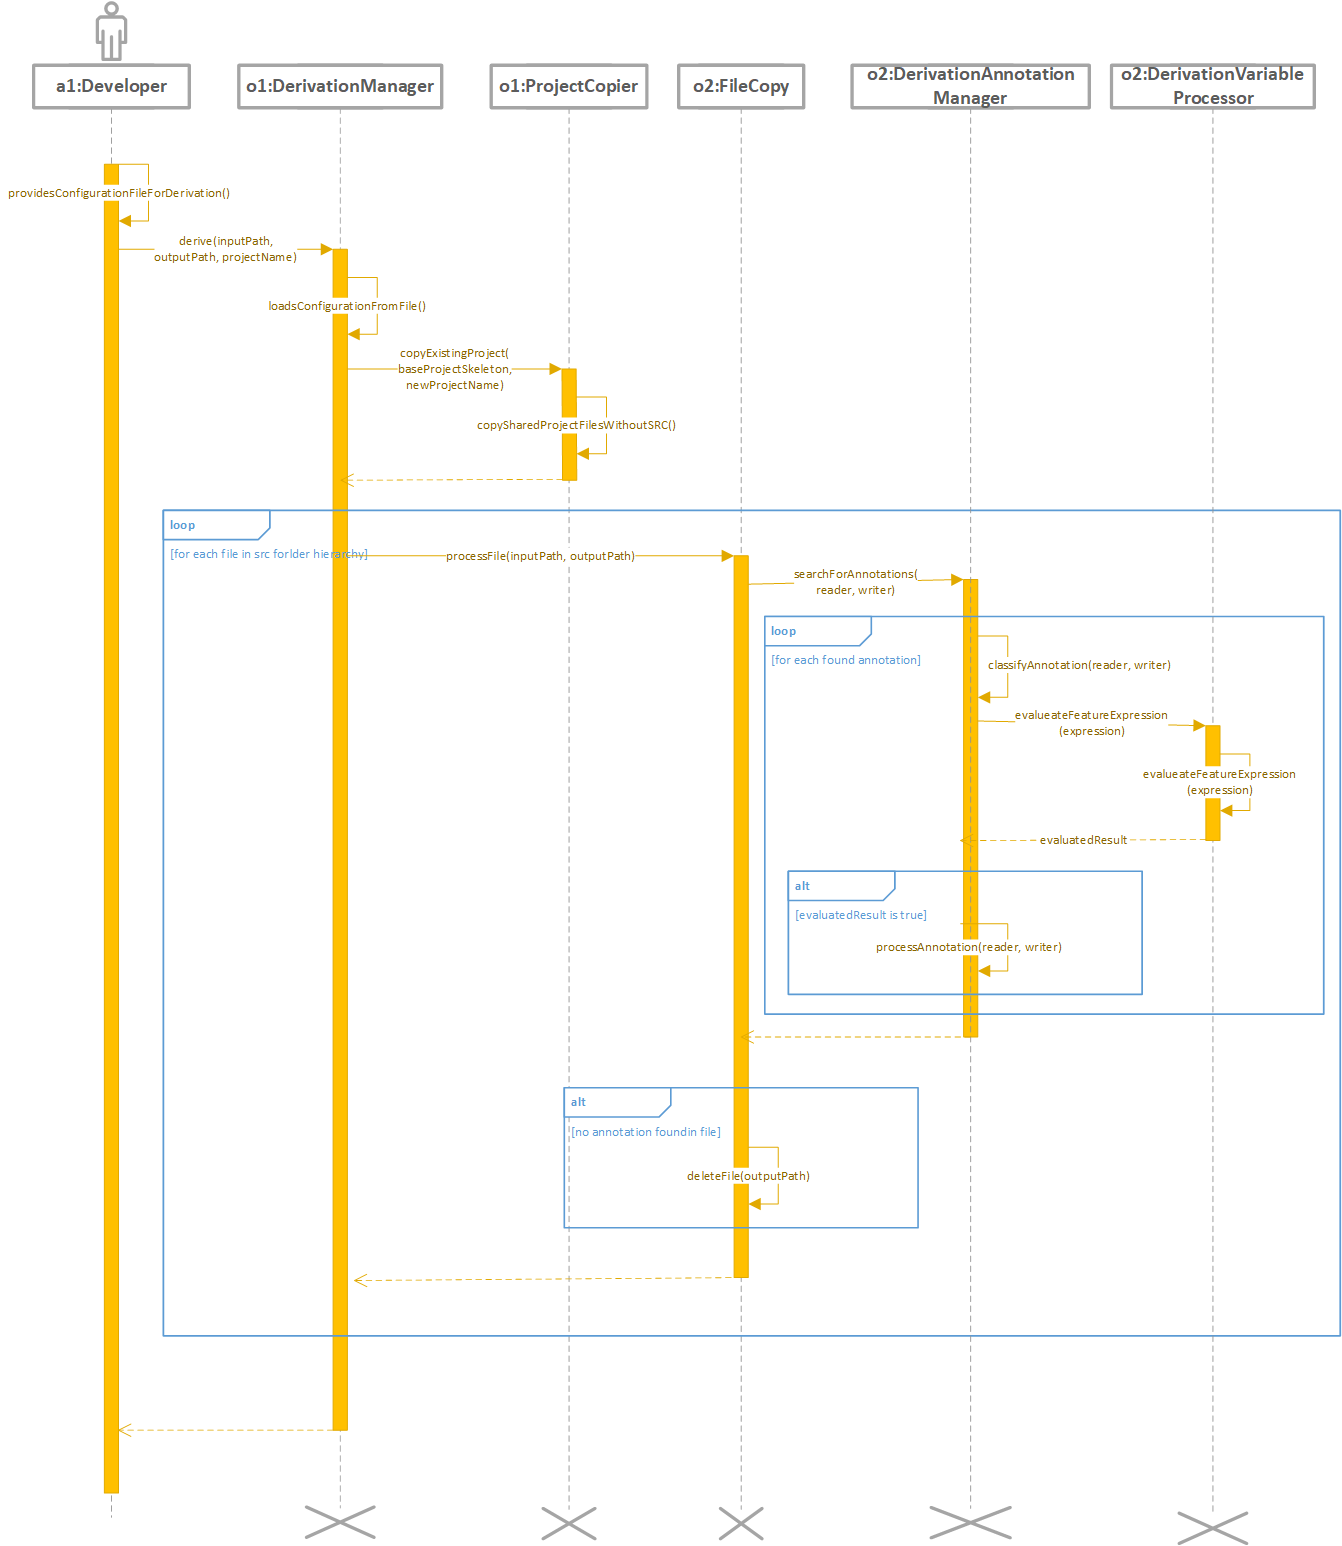 a1:Developer
o1:DerivationManager
o1:ProjectCopier
o2:FileCopy
o2:DerivationAnnotation
Manager
o2:DerivationVariable
Processor
providesConfigurationFileForDerivation()
derive(inputPath,
outputPath, projectName)
loadsConfigurationFromFile()
copyExistingProject(
baseProjectSkeleton,
newProjectName)
copySharedProjectFilesWithoutSRC()
loop
[for each file in src forlder hierarchy]
processFile(inputPath, outputPath)
searchForAnnotations(
reader, writer)
loop
[for each found annotation]
classifyAnnotation(reader, writer)
evalueateFeatureExpression
(expression)
evalueateFeatureExpression
(expression)
evaluatedResult
alt
[evaluatedResult is true]
processAnnotation(reader, writer)
alt
[no annotation foundin file]
deleteFile(outputPath)